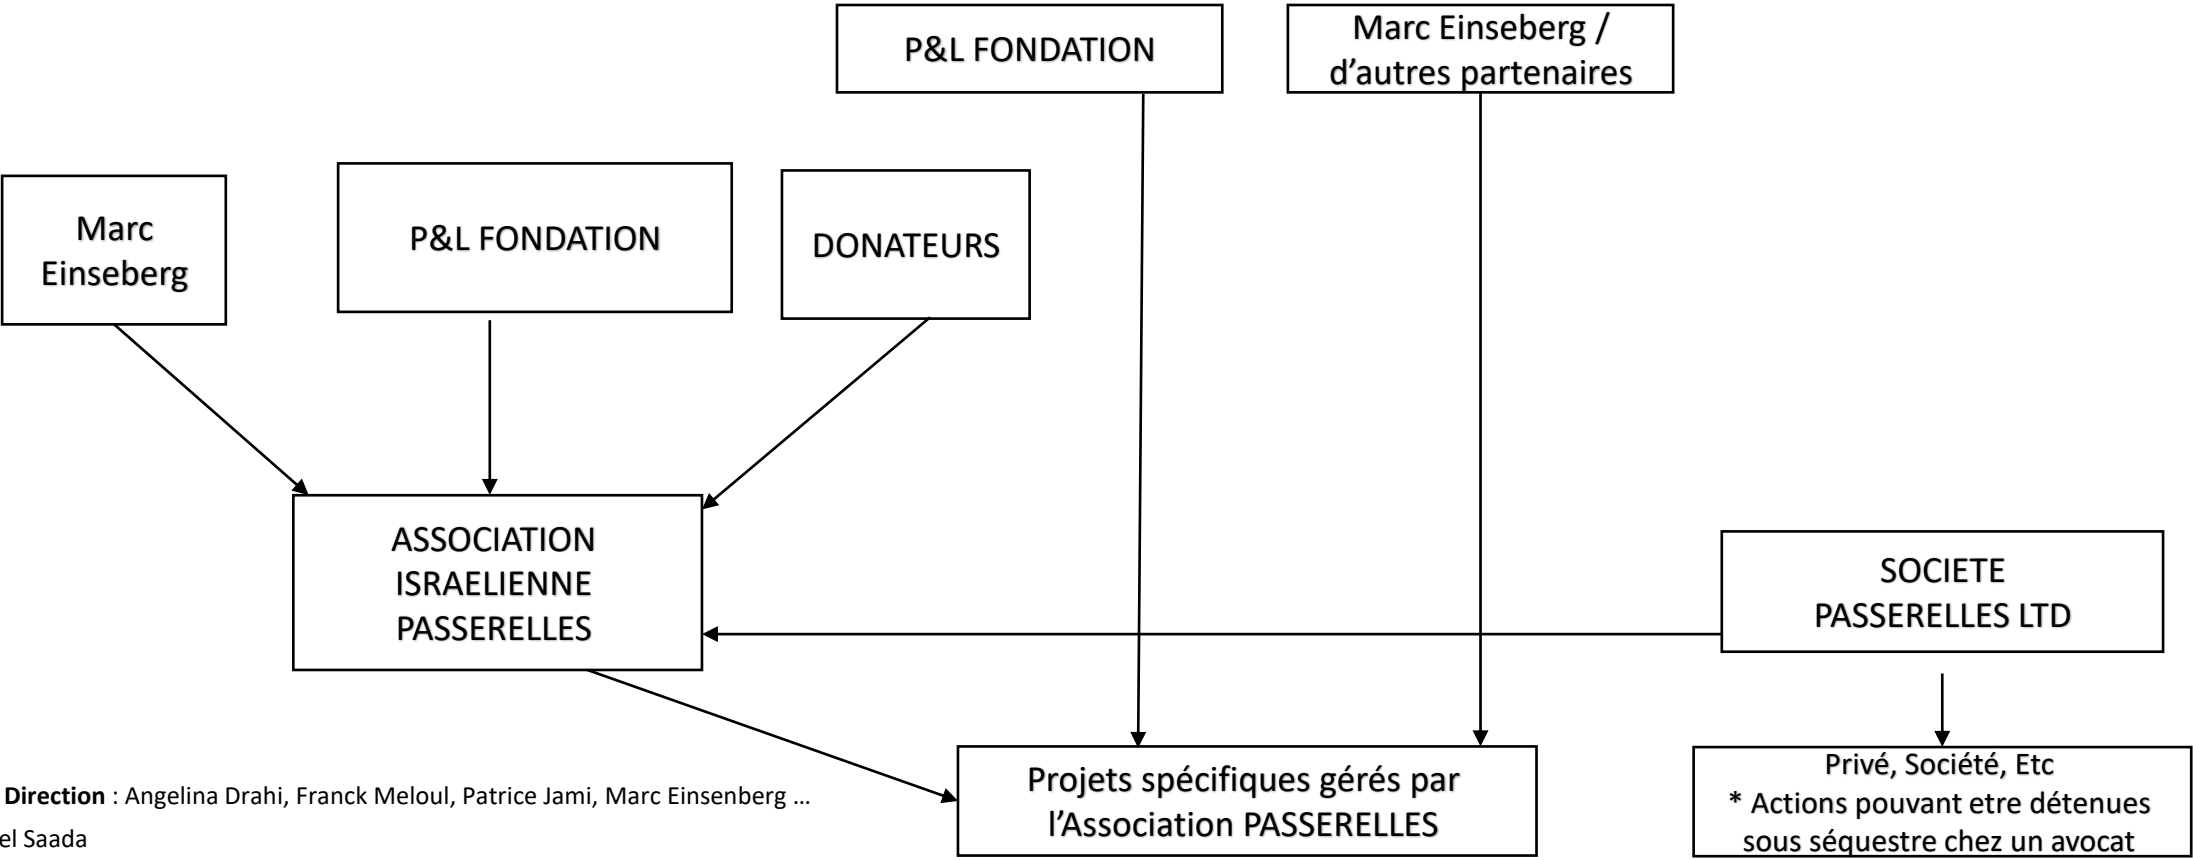 P&L FONDATION
Marc Einseberg /
d'autres partenaires
Marc
Einseberg
P&L FONDATION
DONATEURS
ASSOCIATION
ISRAELIENNE
PASSERELLES
SOCIETE
PASSERELLES LTD
Projets spécifiques gérés par
l'Association PASSERELLES
Privé, Société, Etc
* Actions pouvant etre détenues
sous séquestre chez un avocat
Direction : Angelina Drahi, Franck Meloul, Patrice Jami, Marc Einsenberg ...
el Saada